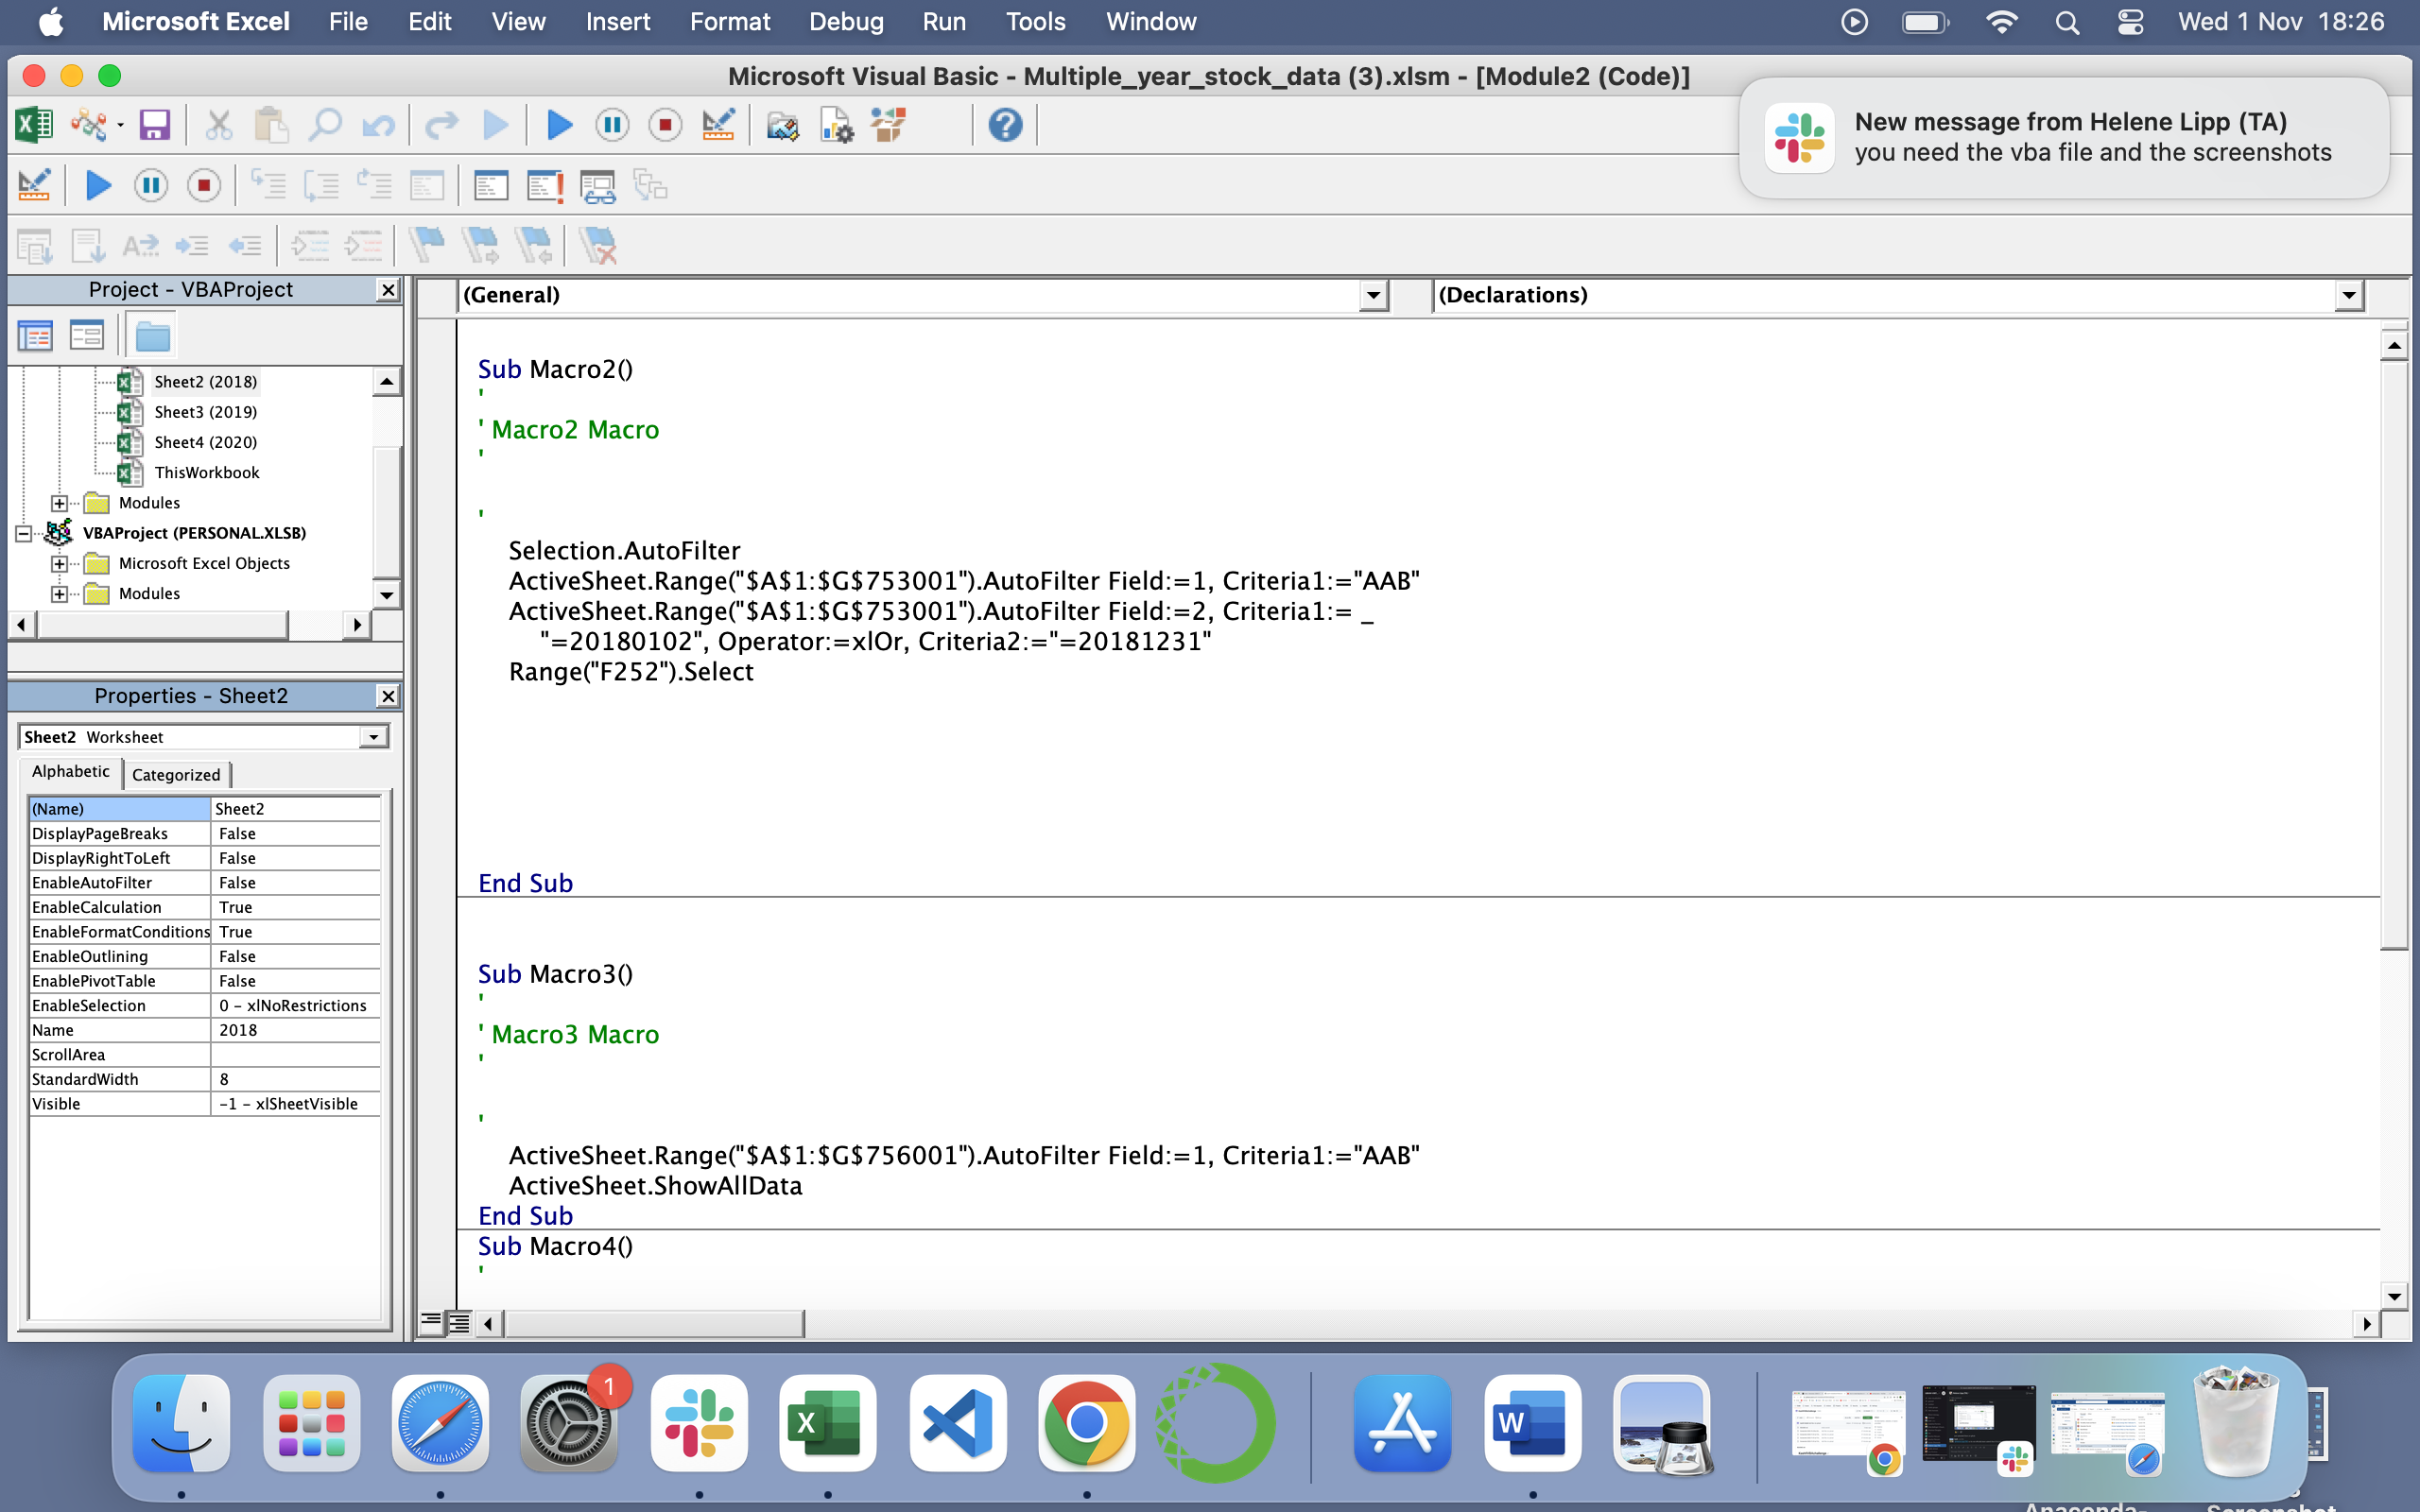 Microsoft Excel File Edit View Insert Format Debug Run Tools Window Wed 1 Nov 18:26
Microsoft Visual Basic - Multiple_year_stock_data (3).xlsm - [Module2 (Code)]
New message from Helene Lipp (TA)
you need the vba file and the screenshots
Project - VBAProject
(General) (Declarations)
Sheet2 (2018)
Sheet3 (2019)
Sheet4 (2020)
ThisWorkbook
Modules
VBAProject (PERSONAL.XLSB)
Microsoft Excel Objects
Modules
Properties - Sheet2
Sheet2 Worksheet
Alphabetic Categorized
(Name) Sheet2
DisplayPageBreaks False
DisplayRightToLeft False
EnableAutoFilter False
EnableCalculation True
EnableFormatConditions True
EnableOutlining False
EnablePivotTable False
EnableSelection 0 - xlNoRestrictions
Name 2018
ScrollArea
StandardWidth 8
Visible -1 - xlSheetVisible
Sub Macro2()
'
' Macro2 Macro
'
'
Selection.AutoFilter
ActiveSheet.Range("$A$1:$G$753001").AutoFilter Field:=1, Criteria1:="AAB"
ActiveSheet.Range("$A$1:$G$753001").AutoFilter Field:=2, Criteria1:= _
"=20180102", Operator:=xlOr, Criteria2:="=20181231"
Range("F252").Select
End Sub
Sub Macro3()
'
' Macro3 Macro
'
'
ActiveSheet.Range("$A$1:$G$756001").AutoFilter Field:=1, Criteria1:="AAB"
ActiveSheet.ShowAllData
End Sub
Sub Macro4()
'
1
X
W